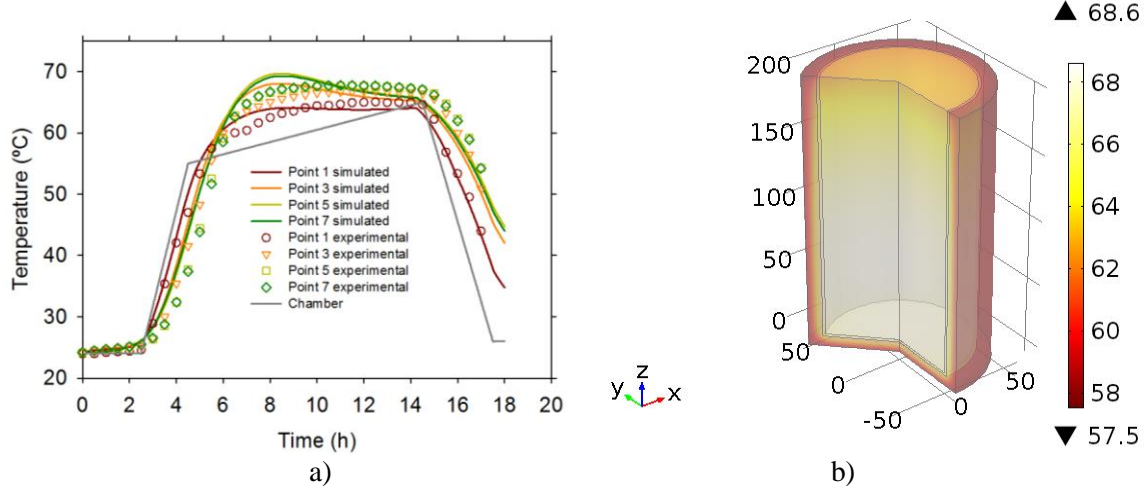 70
60
50
40
30
20
Temperature (ºC)
Point 1 simulated
Point 3 simulated
Point 5 simulated
Point 7 simulated
Point 1 experimental
Point 3 experimental
Point 5 experimental
Point 7 experimental
Chamber
0 2 4 6 8 10 12 14 16 18 20
Time (h)
a)
200
150
100
50
0
50
0
-50
0
50
z
y
x
▲ 68.6
68
66
64
62
60
58
▼ 57.5
b)